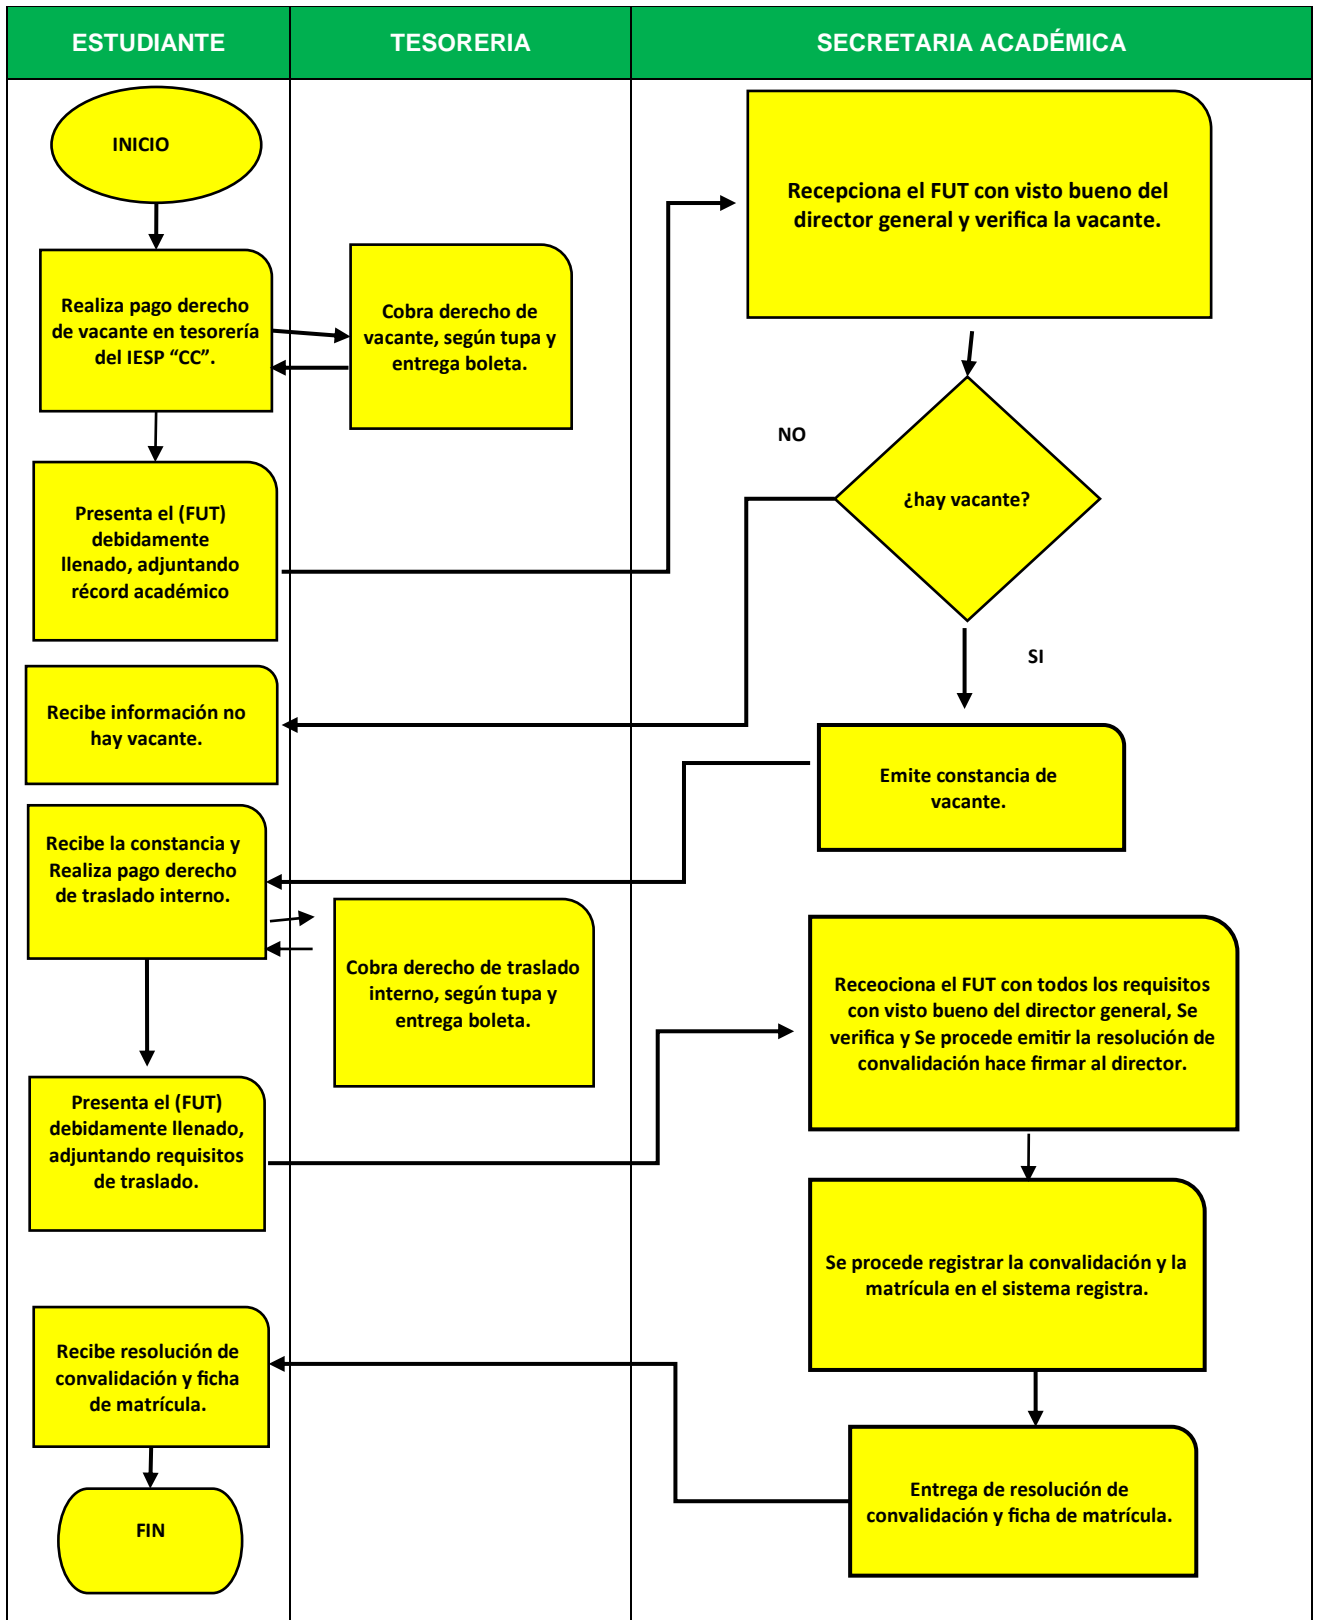 ESTUDIANTE
TESORERIA
SECRETARIA ACADÉMICA
INICIO
Realiza pago derecho
de vacante en tesorería
del IESP “CC”.
Cobra derecho de
vacante, según tupa y
entrega boleta.
Presenta el (FUT)
debidamente
llenado, adjuntando
récord académico
Recepciona el FUT con visto bueno del
director general y verifica la vacante.
¿hay vacante?
NO
SI
Recibe información no
hay vacante.
Emite constancia de
vacante.
Recibe la constancia y
Realiza pago derecho
de traslado interno.
Cobra derecho de traslado
interno, según tupa y
entrega boleta.
Presenta el (FUT)
debidamente llenado,
adjuntando requisitos
de traslado.
Receociona el FUT con todos los requisitos
con visto bueno del director general, Se
verifica y Se procede emitir la resolución de
convalidación hace firmar al director.
Se procede registrar la convalidación y la
matrícula en el sistema registra.
Entrega de resolución de
convalidación y ficha de matrícula.
Recibe resolución de
convalidación y ficha
de matrícula.
FIN